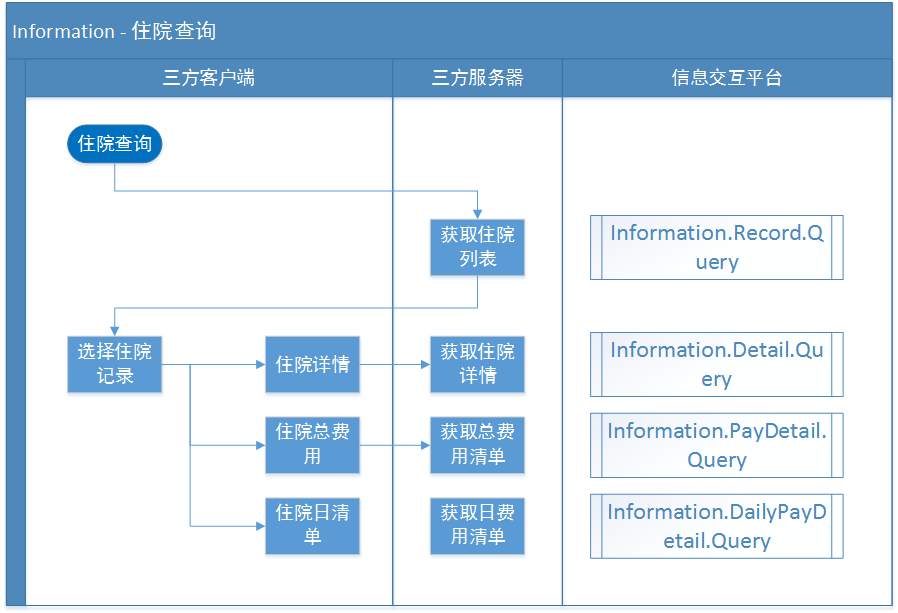 Information - 住院查询
三方客户端
三方服务器
信息交互平台
住院查询
获取住院
列表
Information.Record.Q
uery
选择住院
记录
住院详情
获取住院
详情
Information.Detail.Qu
ery
住院总费
用
获取总费
用清单
Information.PayDetail.
Query
住院日清
单
获取日费
用清单
Information.DailyPayD
etail.Query